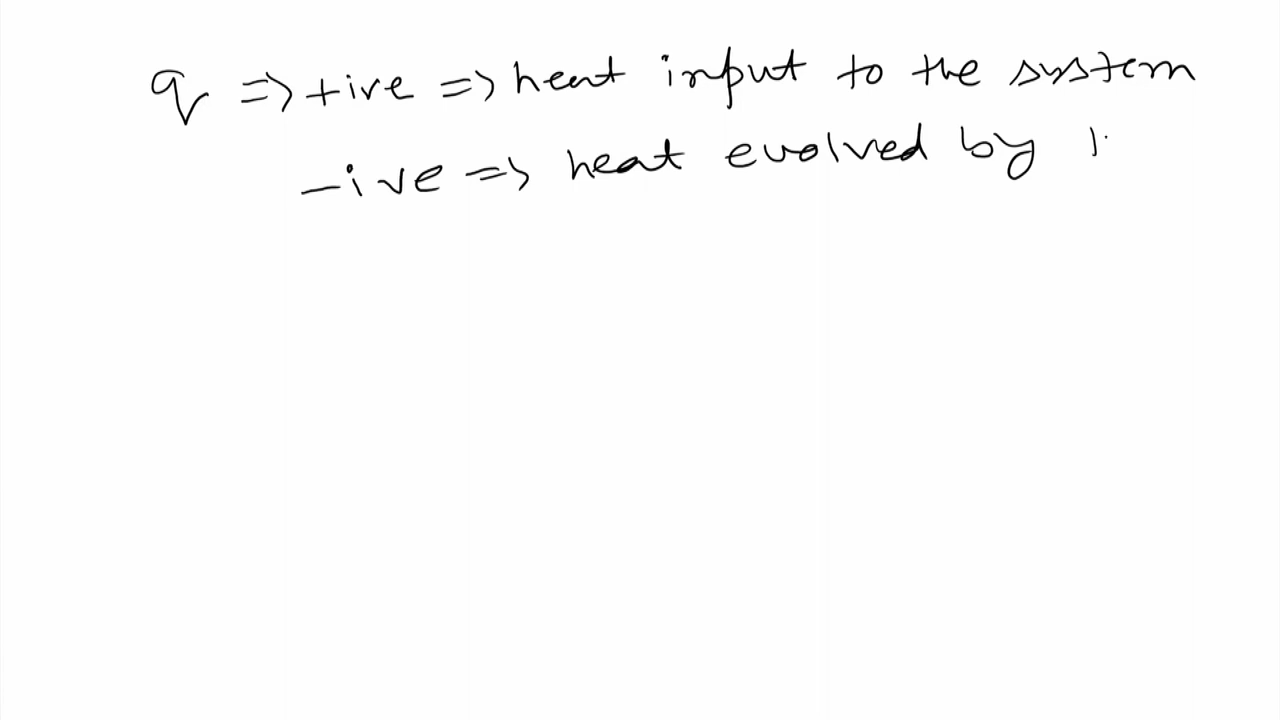 q => +ive => heat input to the system
-ive => heat evolved by